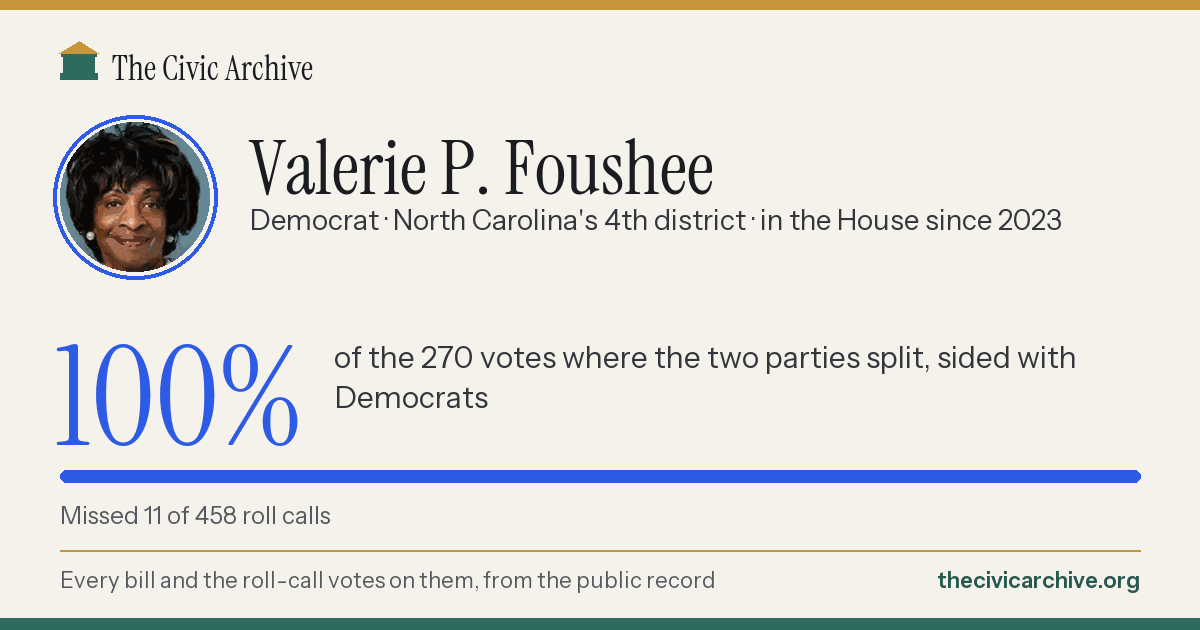 The Civic Archive
Valerie P. Foushee
Democrat · North Carolina's 4th district · in the House since 2023
100%
of the 270 votes where the two parties split, sided with
Democrats
Missed 11 of 458 roll calls
Every bill and the roll-call votes on them, from the public record
thecivicarchive.org